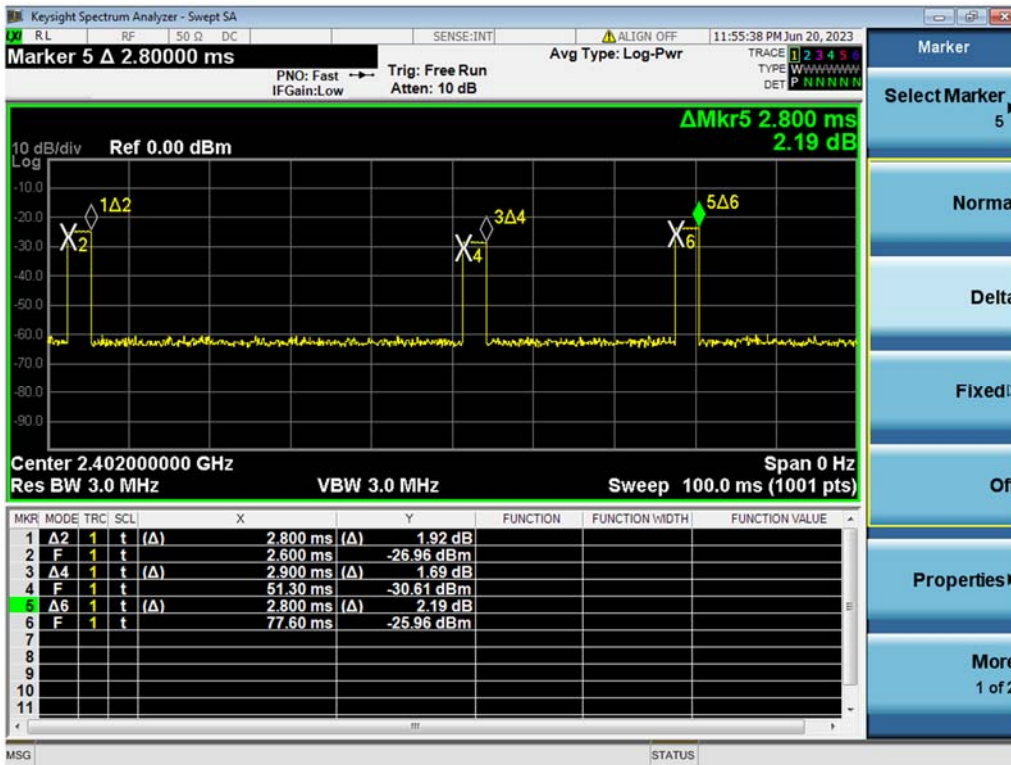 Keysight Spectrum Analyzer - Swept SA
LXI RL RF 50 Ω DC SENSE:INT ALIGN OFF 11:55:38 PM Jun 20, 2023
Marker 5 Δ 2.80000 ms
PNO: Fast
IFGain:Low
Trig: Free Run
Atten: 10 dB
Avg Type: Log-Pwr
TRACE 1 2 3 4 5 6
TYPE WWWWWW
DET P N N N N N
ΔMkr5 2.800 ms
2.19 dB
10 dB/div Ref 0.00 dBm
Log
-10.0
-20.0
-30.0
-40.0
-50.0
-60.0
-70.0
-80.0
-90.0
1Δ2
2
3Δ4
4
5Δ6
6
Center 2.402000000 GHz Span 0 Hz
Res BW 3.0 MHz VBW 3.0 MHz Sweep 100.0 ms (1001 pts)
MKR MODE TRC SCL X Y FUNCTION FUNCTION WIDTH FUNCTION VALUE
1 Δ2 1 t (Δ) 2.800 ms (Δ) 1.92 dB
2 F 1 t 2.600 ms -26.96 dBm
3 Δ4 1 t (Δ) 2.900 ms (Δ) 1.69 dB
4 F 1 t 51.30 ms -30.61 dBm
5 Δ6 1 t (Δ) 2.800 ms (Δ) 2.19 dB
6 F 1 t 77.60 ms -25.96 dBm
7
8
9
10
11
MSG STATUS
Marker
Select Marker
5
Norma
Delta
Fixed
Of
Properties
More
1 of 2